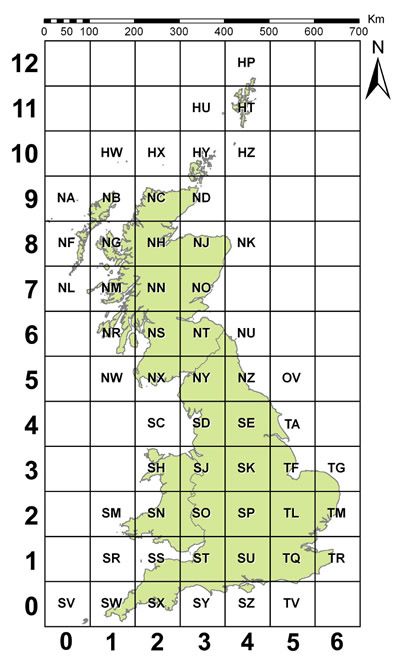 0 50 100 200 300 400 500 600 700 Km
N
12 HP
11 HU HT
10 HW HX HY HZ
9 NA NB NC ND
8 NF NG NH NJ NK
7 NL NM NN NO
6 NR NS NT NU
5 NW NX NY NZ OV
4 SC SD SE TA
3 SH SJ SK TF TG
2 SM SN SO SP TL TM
1 SR SS ST SU TQ TR
0 SV SW SX SY SZ TV
0 1 2 3 4 5 6